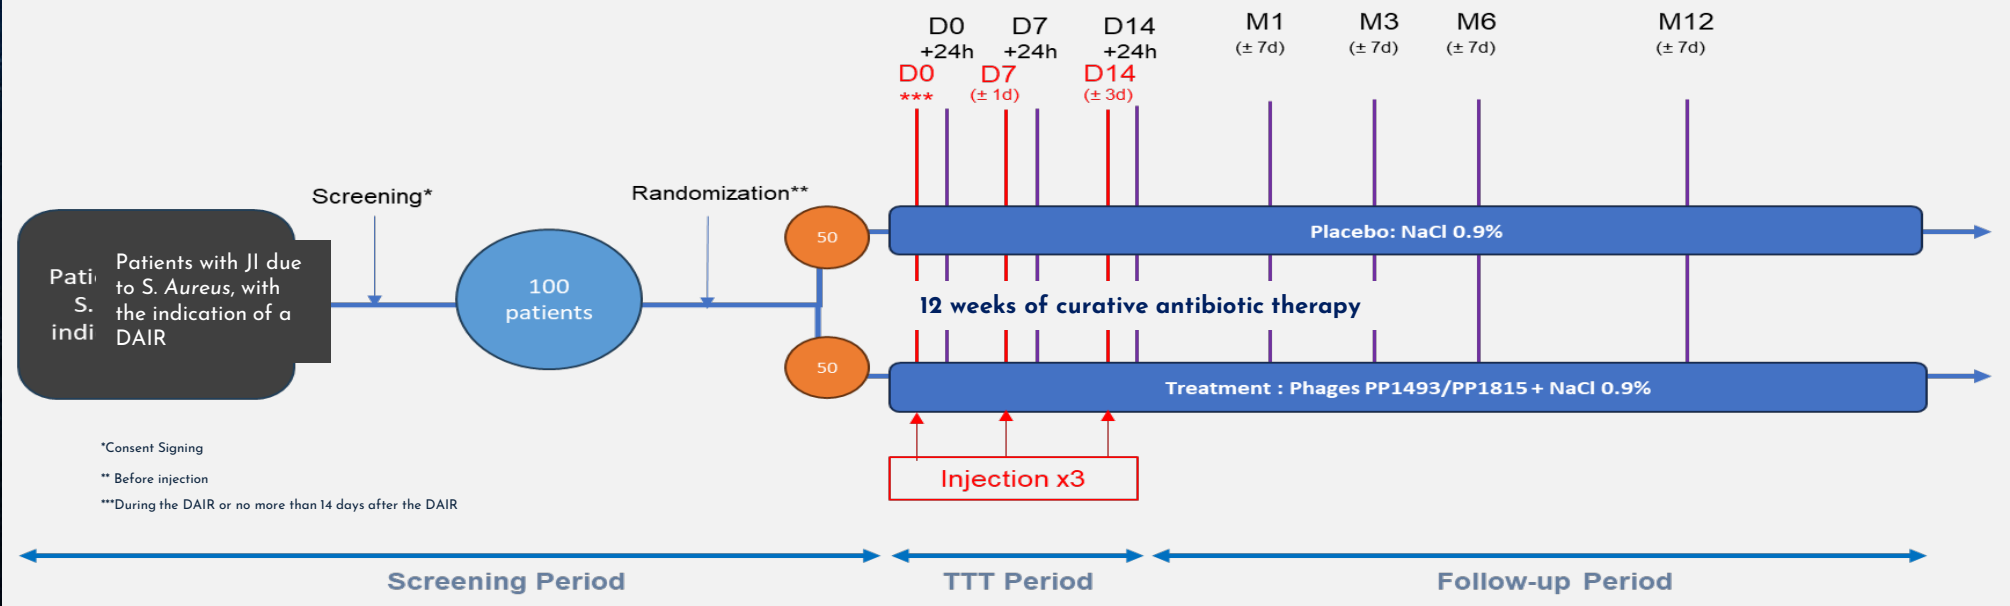 D0
+24h
D7
+24h
D14
+24h
M1
(± 7d)
M3
(± 7d)
M6
(± 7d)
M12
(± 7d)
D0
***
D7
(± 1d)
D14
(± 3d)
Screening*
Randomization**
Patients with JI due
to S. Aureus, with
the indication of a
DAIR
S.
indi
100
patients
50
50
Placebo: NaCl 0.9%
12 weeks of curative antibiotic therapy
Treatment : Phages PP1493/PP1815 + NaCl 0.9%
Injection x3
*Consent Signing
** Before injection
***During the DAIR or no more than 14 days after the DAIR
Screening Period
TTT Period
Follow-up Period